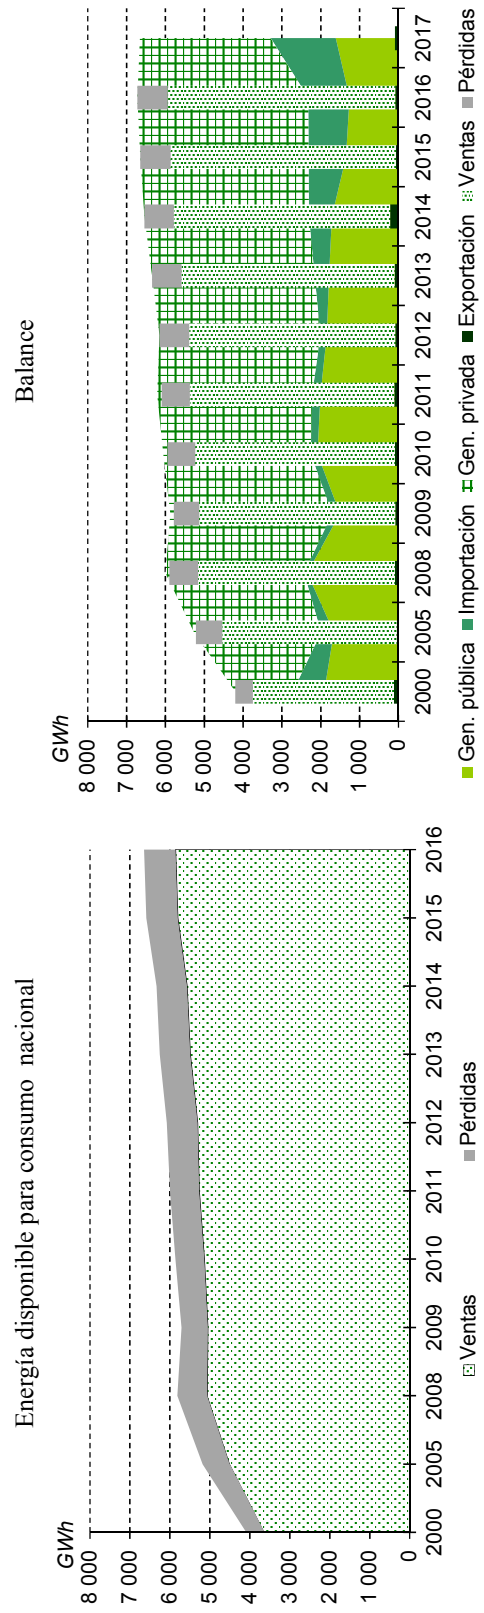 Energía disponible para consumo nacional
GWh
8 000
7 000
6 000
5 000
4 000
3 000
2 000
1 000
0
2000 2005 2008 2009 2010 2011 2012 2013 2014 2015 2016
Ventas Pérdidas
Balance
GWh
8 000
7 000
6 000
5 000
4 000
3 000
2 000
1 000
0
2000 2005 2008 2009 2010 2011 2012 2013 2014 2015 2016 2017
Gen. pública Importación Gen. privada Exportación Ventas Pérdidas